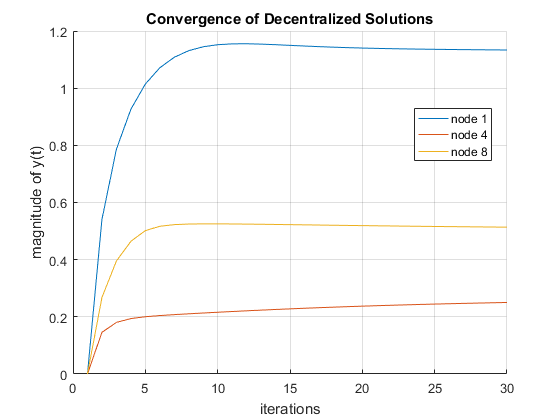 Convergence of Decentralized Solutions
magnitude of y(t)
1.2
1
0.8
0.6
0.4
0.2
0
node 1
node 4
node 8
0 5 10 15 20 25 30
iterations